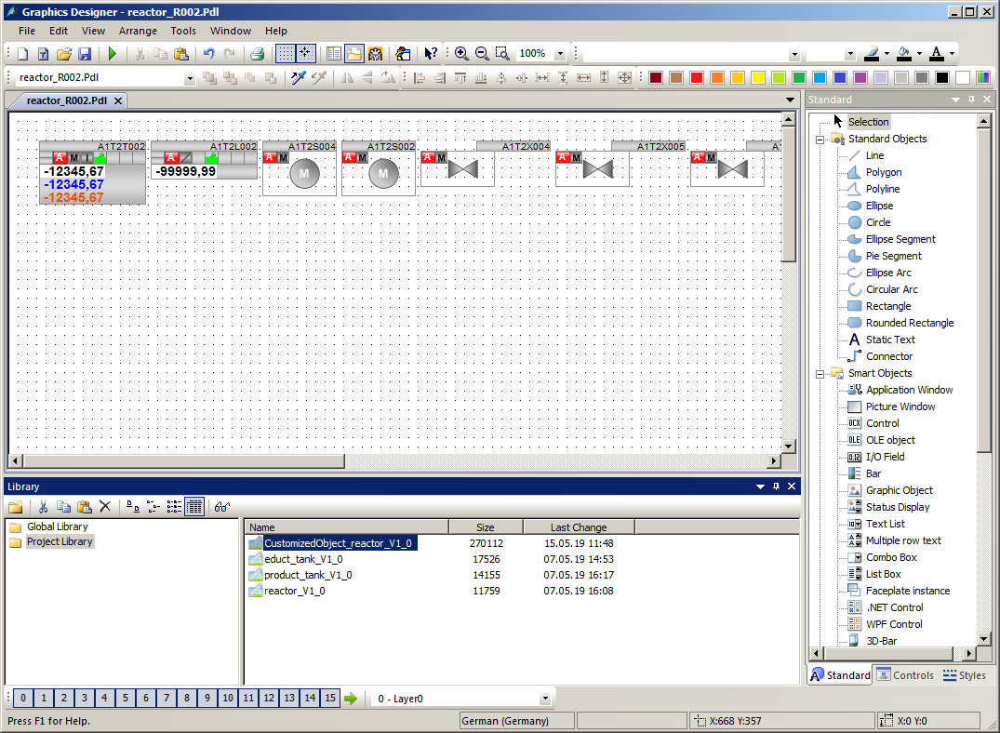 Graphics Designer - reactor_R002.Pdl
File Edit View Arrange Tools Window Help
100%
reactor_R002.Pdl
reactor_R002.Pdl
A1T2T002
A M I
-12345,67
-12345,67
-12345,67
A1T2L002
A
-99999,99
A1T2S004
A M
M
A1T2S002
A M
M
A1T2X004
A M
A1T2X005
A M
A M
Standard
Selection
Standard Objects
Line
Polygon
Polyline
Ellipse
Circle
Ellipse Segment
Pie Segment
Ellipse Arc
Circular Arc
Rectangle
Rounded Rectangle
A Static Text
Connector
Smart Objects
Application Window
Picture Window
OCX Control
OLE OLE object
0.12 I/O Field
Bar
Graphic Object
Status Display
Text List
Multiple row text
Combo Box
List Box
Faceplate instance
.NET Control
WPF Control
3D-Bar
Standard Controls Styles
Library
Global Library
Project Library
Name Size Last Change
CustomizedObject_reactor_V1_0 270112 15.05.19 11:48
educt_tank_V1_0 17526 07.05.19 14:53
product_tank_V1_0 14155 07.05.19 16:17
reactor_V1_0 11759 07.05.19 16:08
0 1 2 3 4 5 6 7 8 9 10 11 12 13 14 15 0 - Layer0
Press F1 for Help. German (Germany) X:668 Y:357 X:0 Y:0